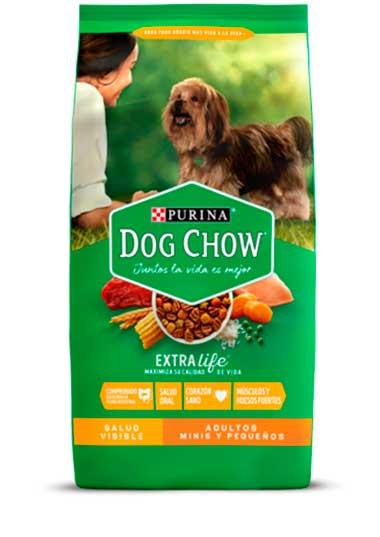 PURINA
DOG CHOW
Juntos la vida es mejor
EXTRA life
MAXIMIZA SU CALIDAD DE VIDA
COMPROBADO
SALUD
ORAL
CORAZÓN
SANO
MÚSCULOS Y
HUESOS FUERTES
SALUD
VISIBLE
ADULTOS
MINIS Y PEQUEÑOS